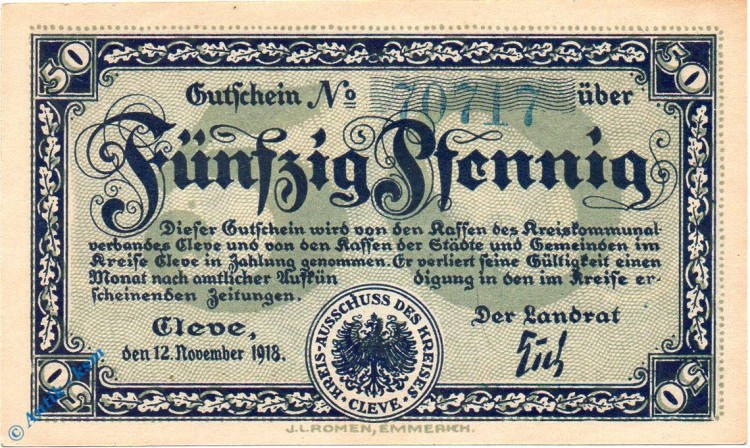 50 50
Gutschein No 70717 über
Fünfzig Pfennig
Dieser Gutschein wird von den Kassen des Kreiskommunal-
verbandes Cleve und von den Kassen der Städte und Gemeinden im
Kreise Cleve in Zahlung genommen. Er verliert seine Gültigkeit einen
Monat nach amtlicher Aufkün digung in den im Kreise er-
scheinenden Zeitungen.
Cleve,
den 12. November 1918.
KREIS-AUSSCHUSS DES KREISES
CLEVE
Der Landrat
50 50
J.L.ROMEN, EMMERICH.